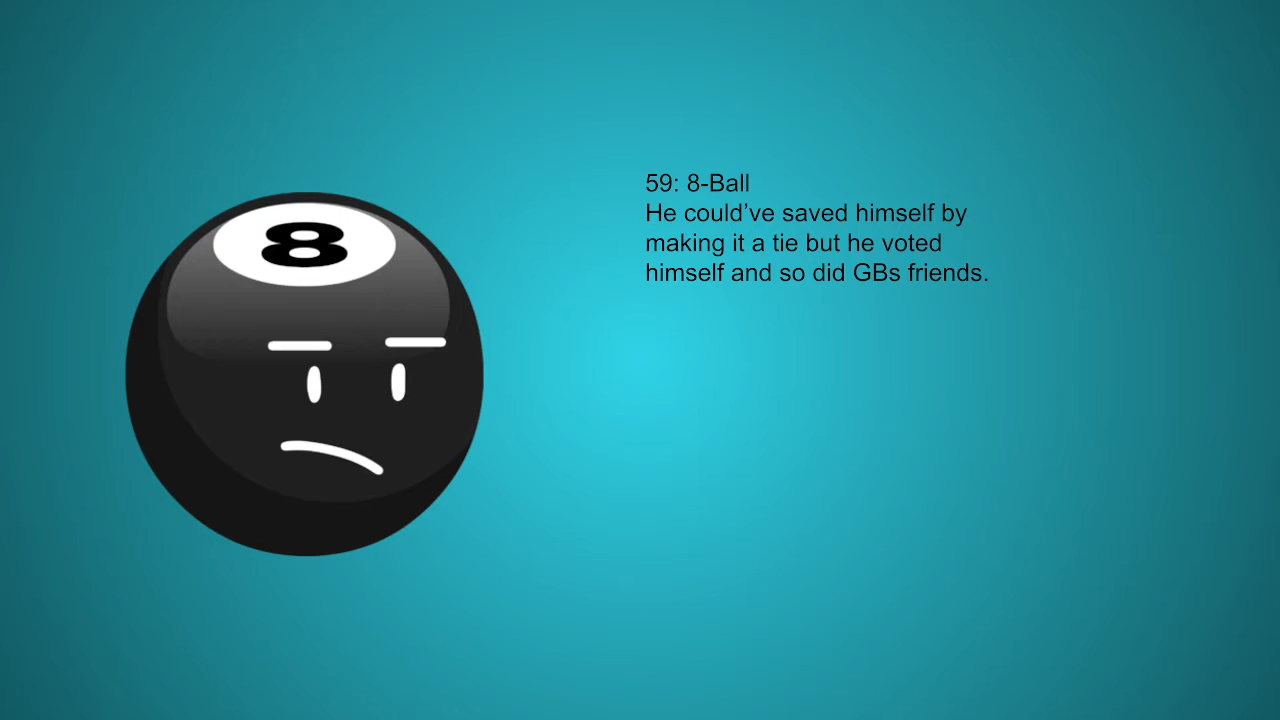 8
59: 8-Ball
He could’ve saved himself by
making it a tie but he voted
himself and so did GBs friends.